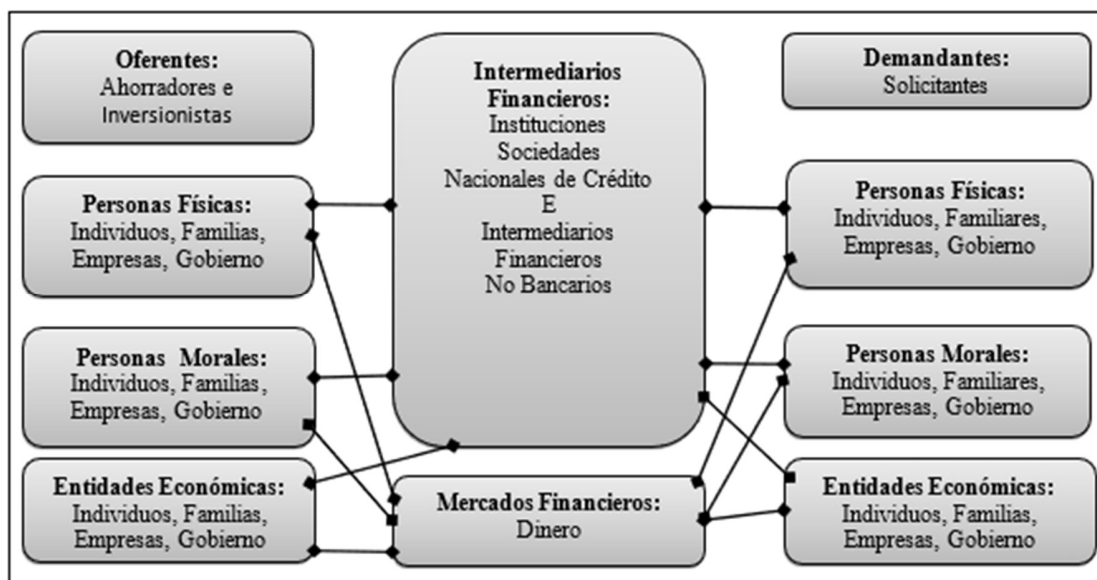 Oferentes:
Ahorradores e
Inversionistas
Personas Físicas:
Individuos, Familias,
Empresas, Gobierno
Personas Morales:
Individuos, Familias,
Empresas, Gobierno
Entidades Económicas:
Individuos, Familias,
Empresas, Gobierno
Intermediarios
Financieros:
Instituciones
Sociedades
Nacionales de Crédito
E
Intermediarios
Financieros
No Bancarios
Mercados Financieros:
Dinero
Demandantes:
Solicitantes
Personas Físicas:
Individuos, Familiares,
Empresas, Gobierno
Personas Morales:
Individuos, Familiares,
Empresas, Gobierno
Entidades Económicas:
Individuos, Familias,
Empresas, Gobierno